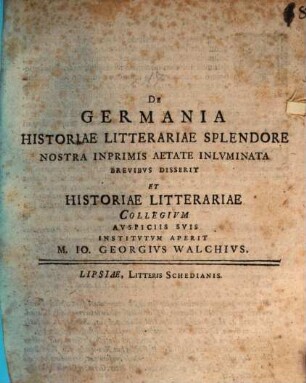 DE
GERMANIA
HISTORIAE LITTERARIAE SPLENDORE
NOSTRA INPRIMIS AETATE INLVMINATA
BREVIBVS DISSERIT
ET
HISTORIAE LITTERARIAE
COLLEGIVM
AVSPICIIS SVIS
INSTITVTVM APERIT
M. IO. GEORGIVS WALCHIVS.
LIPSIAE, LITTERIS SCHEDIANIS.